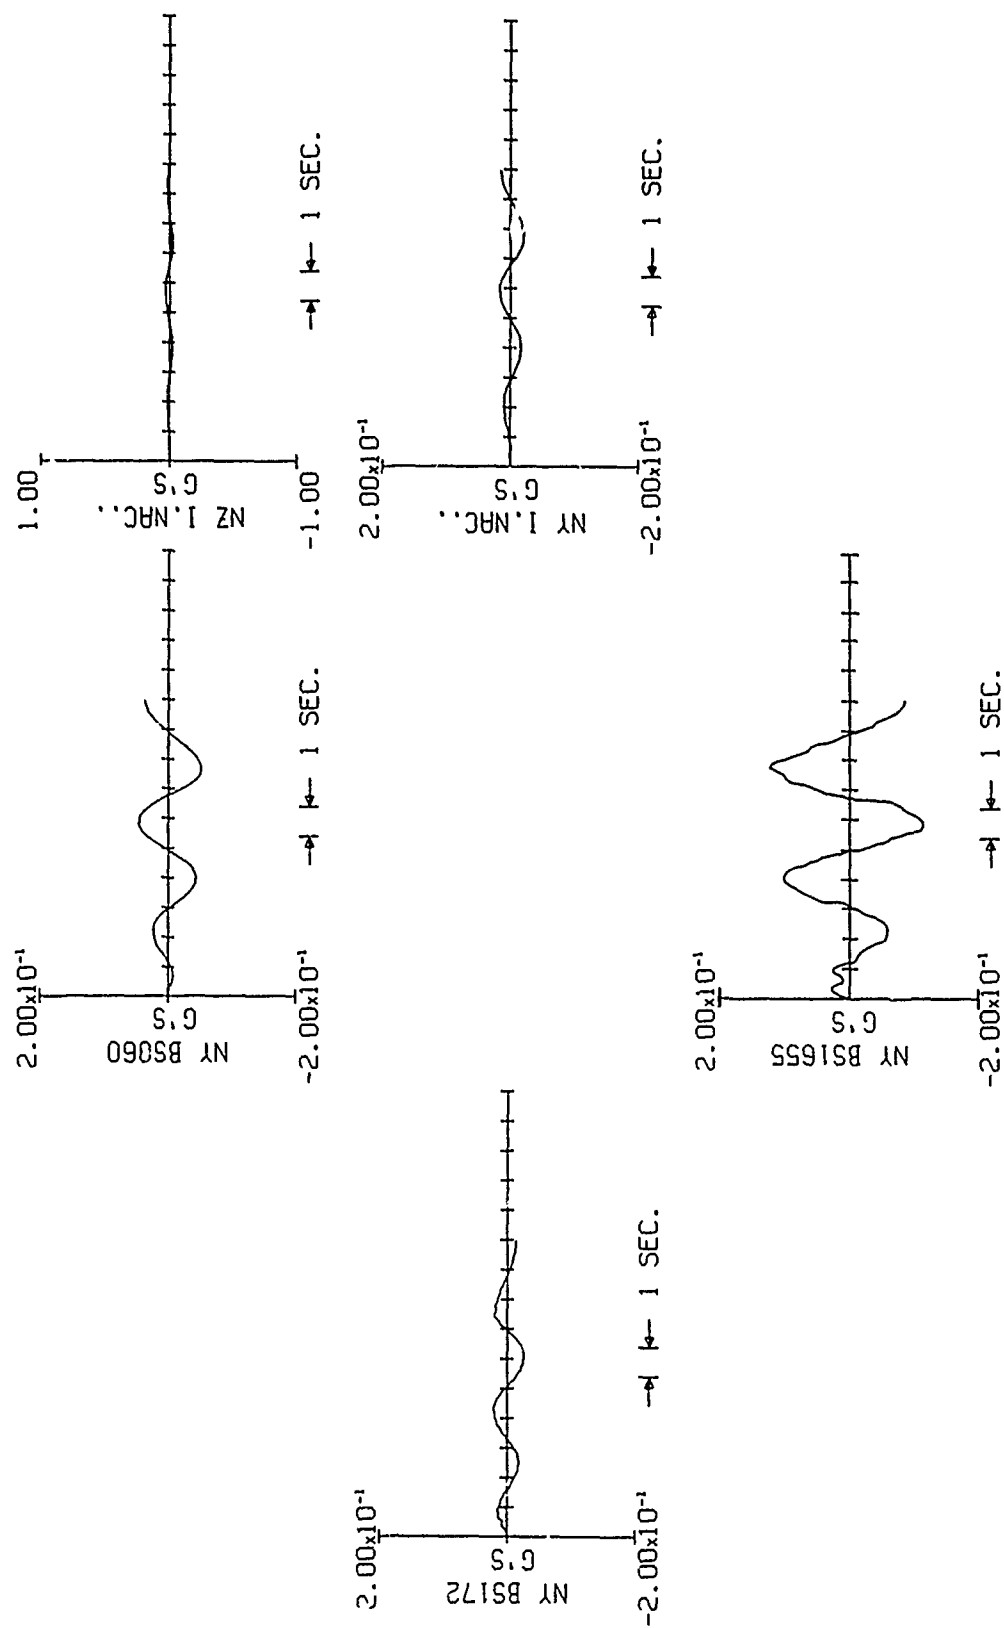 1.00
G'S
NZ I.NAC..
-1.00
1 SEC.
2.00x10⁻¹
G'S
NY I.NAC..
-2.00x10⁻¹
1 SEC.
2.00x10⁻¹
G'S
NY BS860
-2.00x10⁻¹
1 SEC.
2.00x10⁻¹
G'S
NY BS1655
-2.00x10⁻¹
1 SEC.
2.00x10⁻¹
G'S
NY BS172
-2.00x10⁻¹
1 SEC.